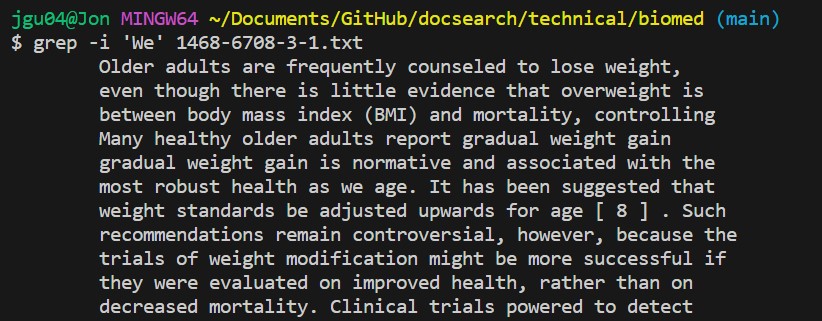 jgu04@Jon MINGW64 ~/Documents/GitHub/docsearch/technical/biomed (main)
$ grep -i 'We' 1468-6708-3-1.txt
Older adults are frequently counseled to lose weight,
even though there is little evidence that overweight is
between body mass index (BMI) and mortality, controlling
Many healthy older adults report gradual weight gain
gradual weight gain is normative and associated with the
most robust health as we age. It has been suggested that
weight standards be adjusted upwards for age [ 8 ] . Such
recommendations remain controversial, however, because the
trials of weight modification might be more successful if
they were evaluated on improved health, rather than on
decreased mortality. Clinical trials powered to detect